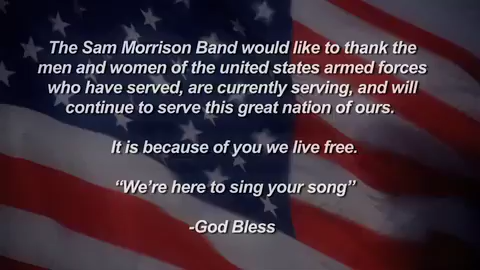 The Sam Morrison Band would like to thank the
men and women of the united states armed forces
who have served, are currently serving, and will
continue to serve this great nation of ours.
It is because of you we live free.
“We’re here to sing your song”
-God Bless